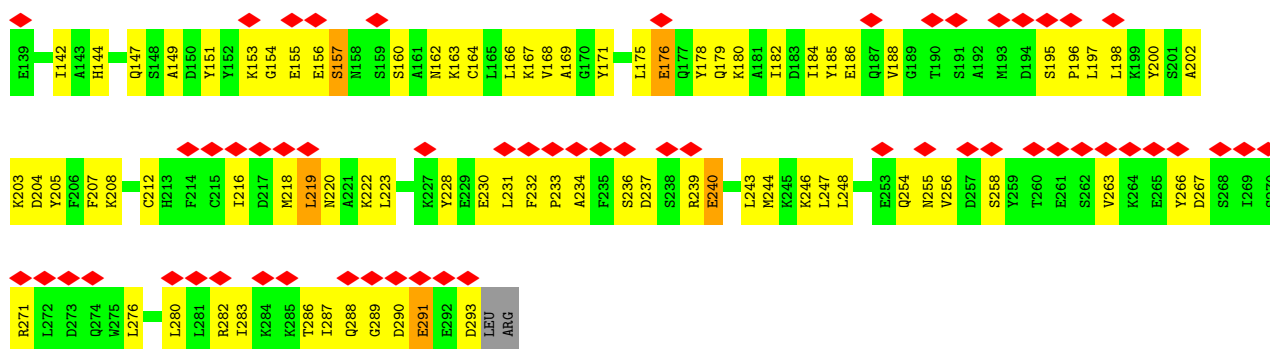 E139 I142 A143 H144 Q147 S148 A149 D150 Y151 Y152 K153 G154 E155 E156 S157 N158 S159 S160 A161 N162 K163 C164 L165 L166 K167 V168 A169 G170 Y171 L175 E176 Q177 Y178 Q179 K180 A181 I182 D183 I184 Y185 E186 Q187 V188 G189 T190 S191 A192 M193 D194 S195 P196 L197 L198 K199 Y200 S201 A202
K203 D204 Y205 F206 F207 K208 C212 H213 F214 C215 I216 D217 M218 L219 N220 A221 K222 L223 K227 Y228 E229 E230 L231 F232 P233 A234 F235 S236 D237 S238 R239 E240 L243 M244 K245 K246 L247 L248 E253 Q254 N255 V256 D257 S258 Y259 T260 E261 S262 V263 K264 E265 Y266 D267 S268 I269
R271 L272 D273 Q274 W275 L276 L280 L281 R282 I283 K284 K285 T286 I287 Q288 G289 D290 E291 E292 D293 LEU ARG